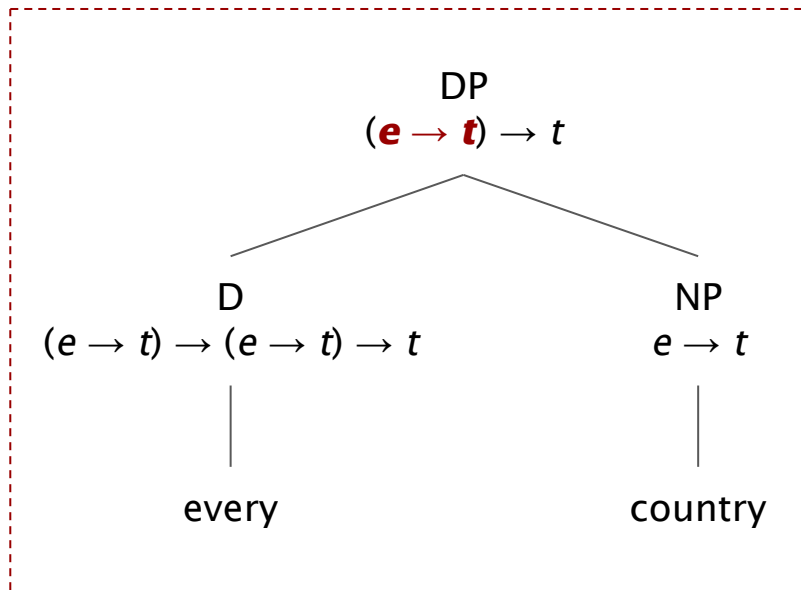 DP
(e → t) → t
D
NP
(e → t) → (e → t) → t
e → t
every
country